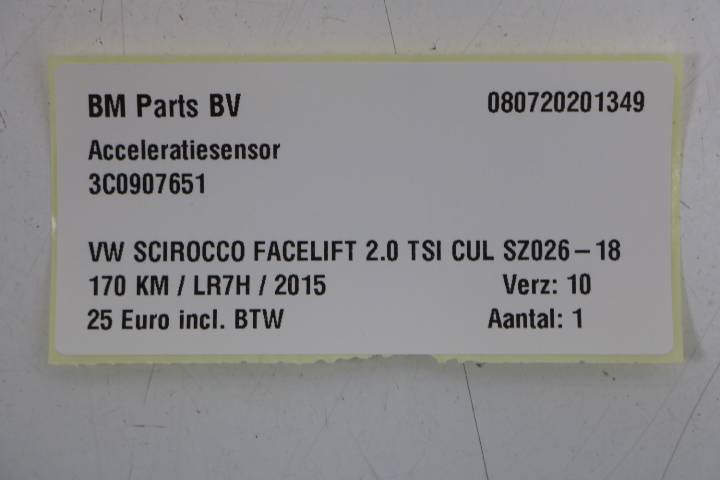 BM Parts BV 080720201349
Acceleratiesensor
3C0907651
VW SCIROCCO FACELIFT 2.0 TSI CUL SZ026-18
170 KM / LR7H / 2015 Verz: 10
25 Euro incl. BTW Aantal: 1